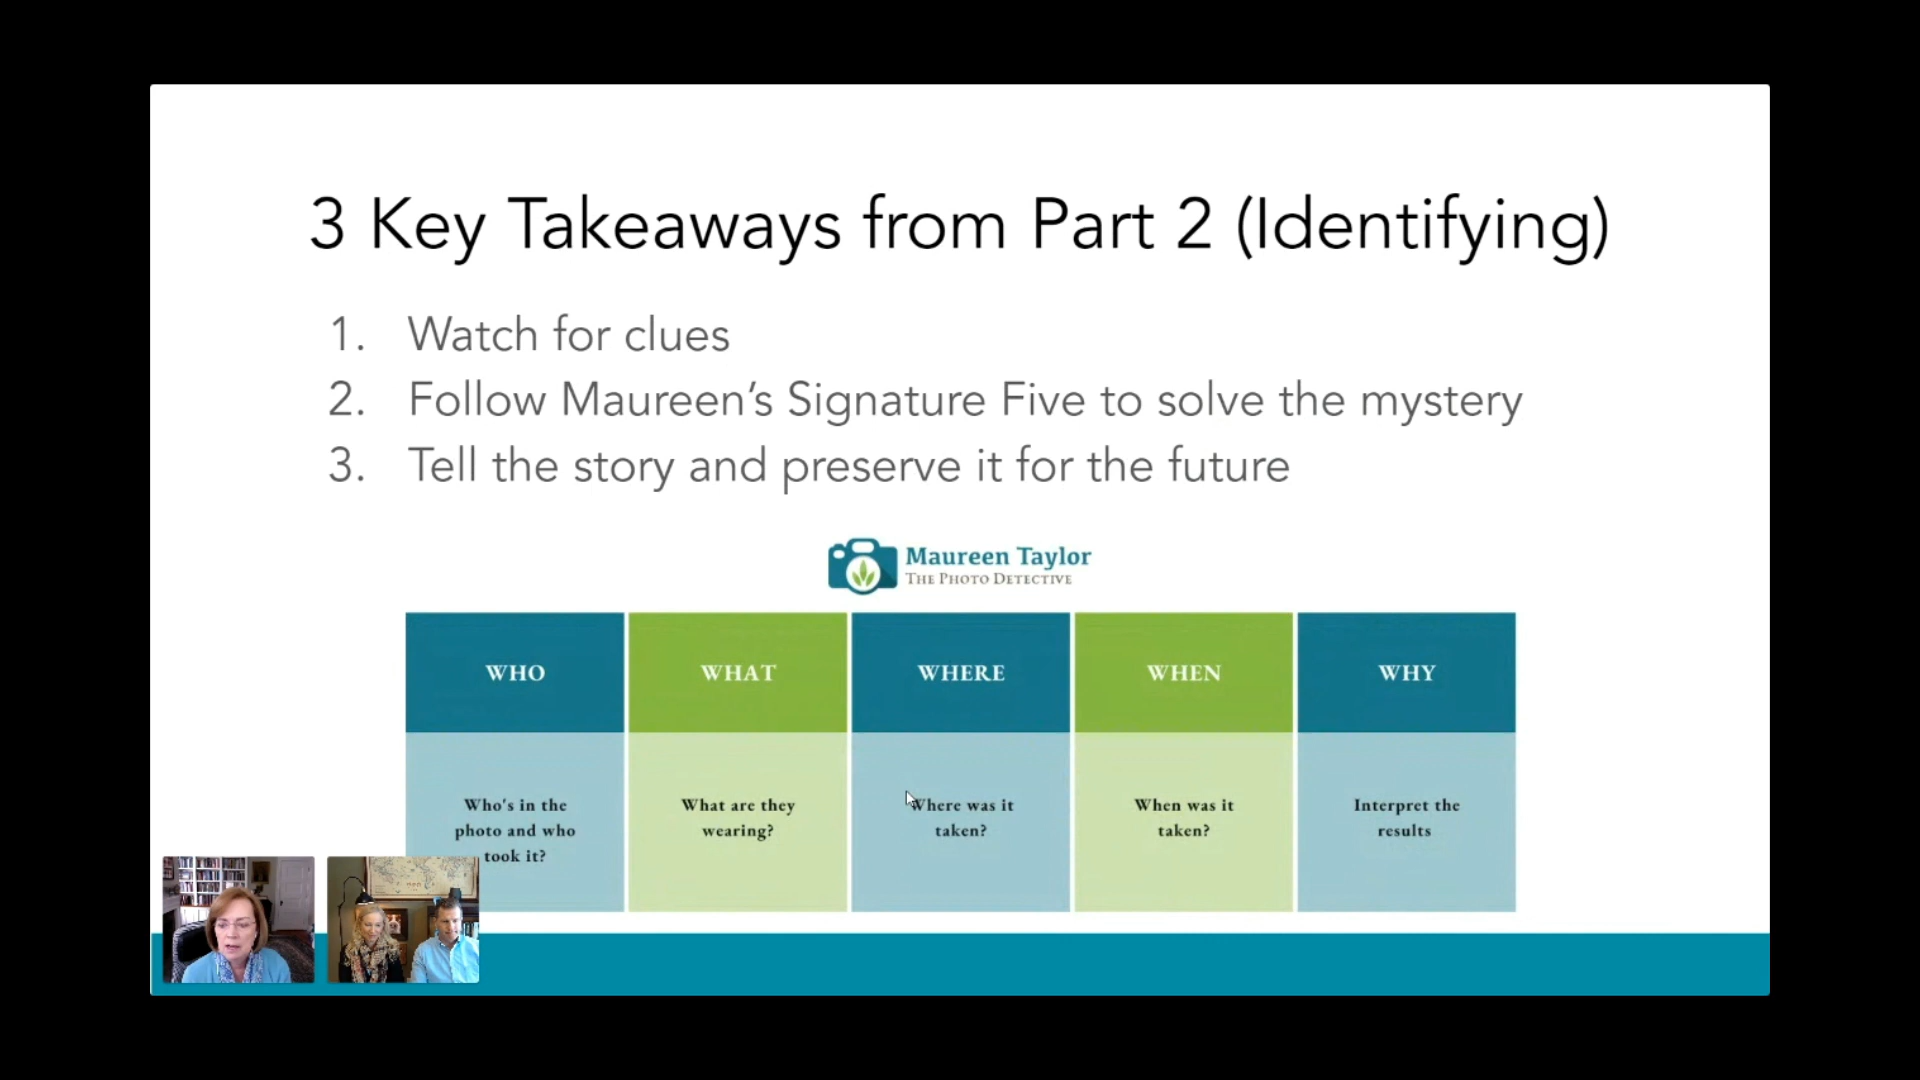 3 Key Takeaways from Part 2 (Identifying)
1. Watch for clues
2. Follow Maureen’s Signature Five to solve the mystery
3. Tell the story and preserve it for the future
Maureen Taylor
THE PHOTO DETECTIVE
WHO
WHAT
WHERE
WHEN
WHY
Who's in the
photo and who
took it?
What are they
wearing?
Where was it
taken?
When was it
taken?
Interpret the
results